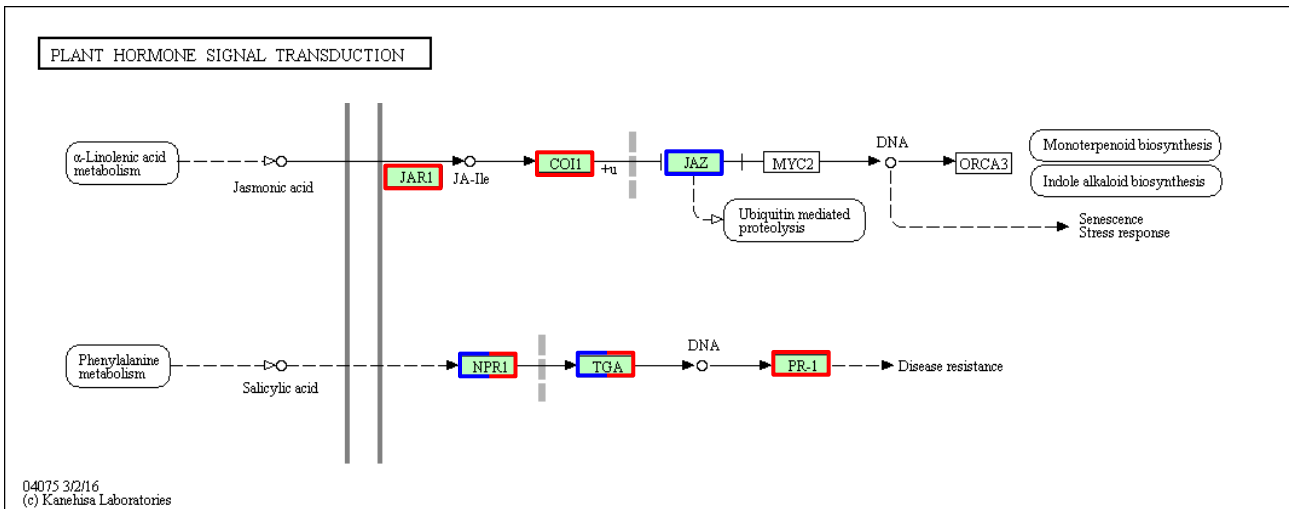 PLANT HORMONE SIGNAL TRANSDUCTION
α-Linolenic acid
metabolism
Jasmonic acid
JAR1
JA-Ile
COI1
+u
JAZ
MYC2
DNA
ORCA3
Monoterpenoid biosynthesis
Indole alkaloid biosynthesis
Ubiquitin mediated
proteolysis
Senescence
Stress response
Phenylalanine
metabolism
Salicylic acid
NPR1
TGA
DNA
PR-1
Disease resistance
04075 3/2/16
(c) Kanehisa Laboratories